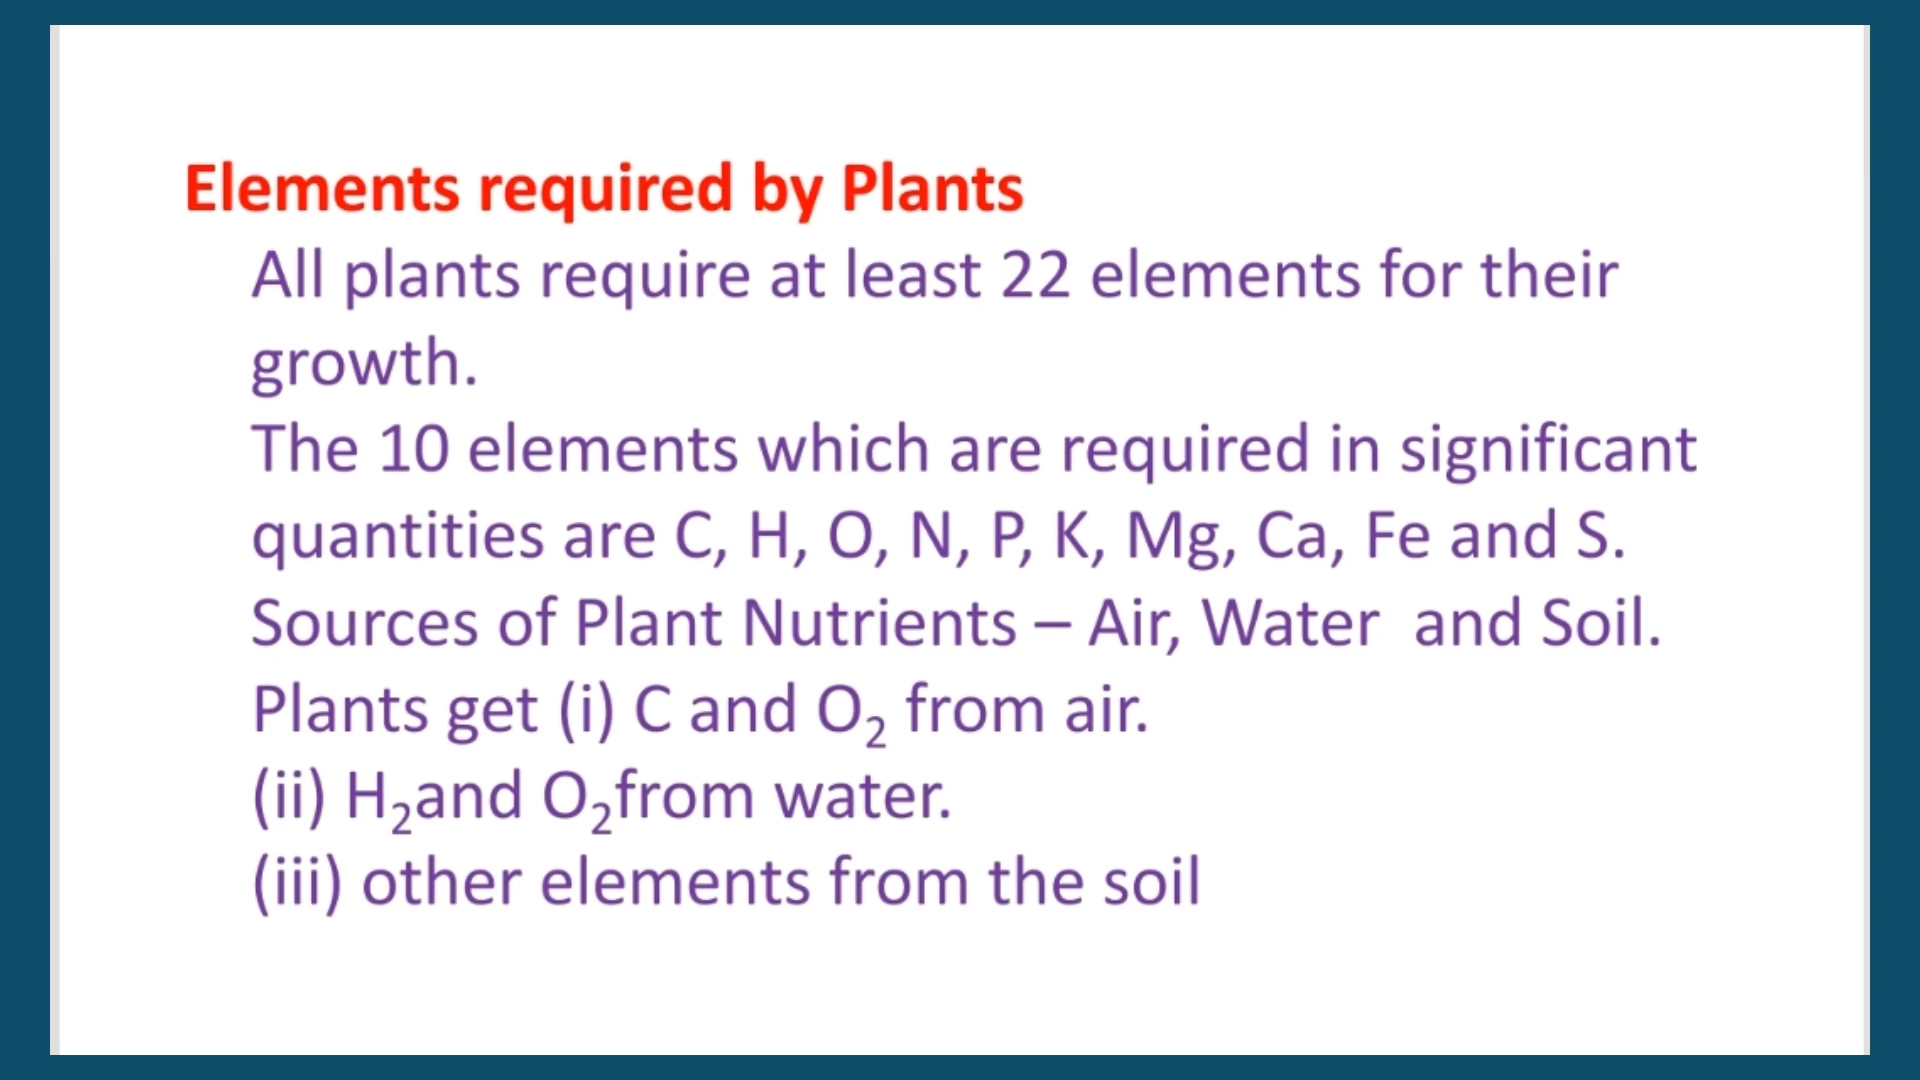 Elements required by Plants
All plants require at least 22 elements for their
growth.
The 10 elements which are required in significant
quantities are C, H, O, N, P, K, Mg, Ca, Fe and S.
Sources of Plant Nutrients – Air, Water  and Soil.
Plants get (i) C and O₂ from air.
(ii) H₂and O₂from water.
(iii) other elements from the soil